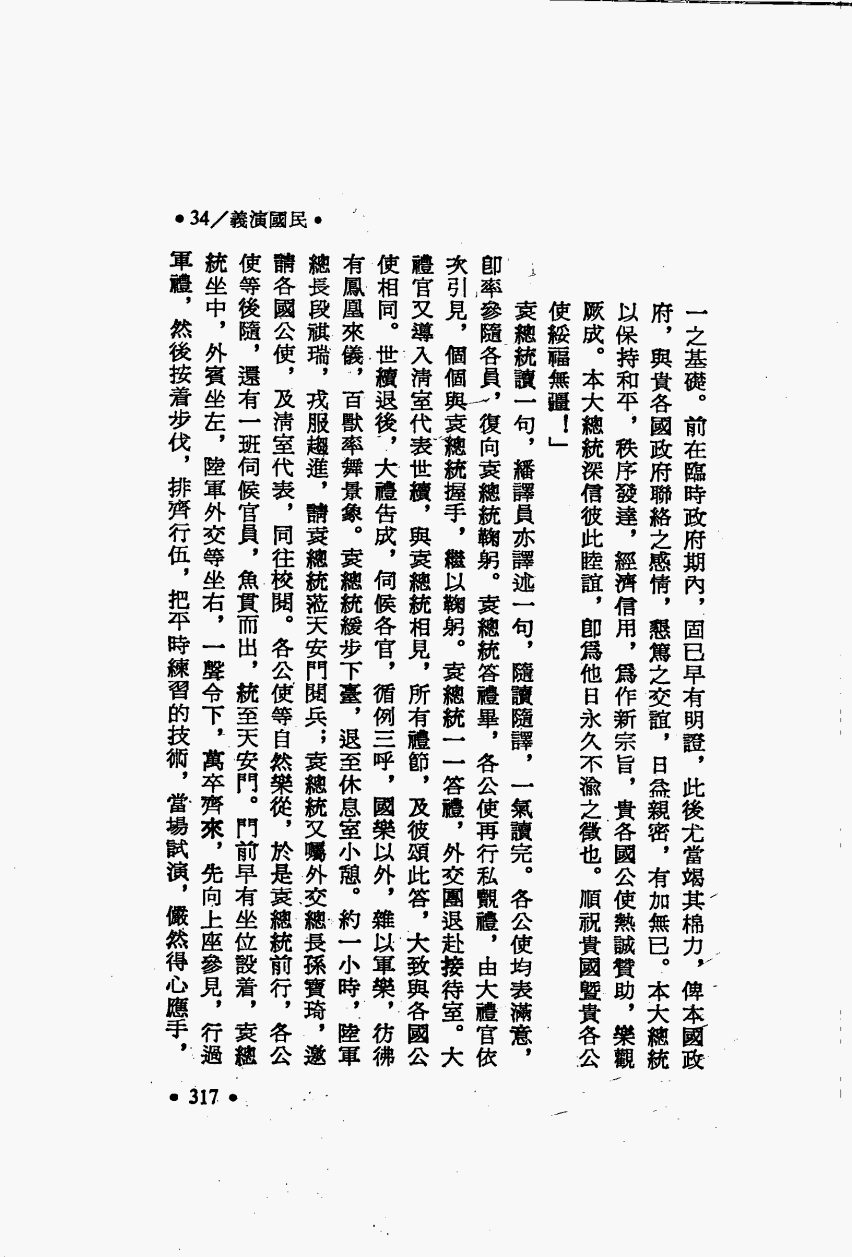 •民國演義/34•
一之基礎。前在臨時政府期內，固已早有明證，此後尤當竭其棉力，俾本國政
府，與貴各國政府聯絡之感情，懇篤之交誼，日益親密，有加無已。本大總統
以保持和平，秩序發達，經濟信用，爲作新宗旨，貴各國公使熱誠贊助，樂觀
厥成。本大總統深信彼此睦誼，卽爲他日永久不渝之徵也。順祝貴國曁貴各公
使綏福無疆！」
袁總統讀一句，繙譯員亦譯述一句，隨讀隨譯，一氣讀完。各公使均表滿意，
卽率參隨各員，復向袁總統鞠躬。袁總統答禮畢，各公使再行私覿禮，由大禮官依
次引見，個個與袁總統握手，繼以鞠躬。袁總統一一答禮，外交團退赴接待室。大
禮官又導入淸室代表世續，與袁總統相見，所有禮節，及彼頌此答，大致與各國公
使相同。世續退後，大禮告成，伺候各官，循例三呼，國樂以外，雜以軍樂，彷彿
有鳳凰來儀，百獸率舞景象。袁總統緩步下臺，退至休息室小憩。約一小時，陸軍
總長段祺瑞，戎服趨進，請袁總統蒞天安門閱兵；袁總統又囑外交總長孫寶琦，邀
請各國公使，及淸室代表，同往校閱。各公使等自然樂從，於是袁總統前行，各公
使等後隨，還有一班伺候官員，魚貫而出，統至天安門。門前早有坐位設着，袁總
統坐中，外賓坐左，陸軍外交等坐右，一聲令下，萬卒齊來，先向上座參見，行過
軍禮，然後按着步伐，排齊行伍，把平時練習的技術，當場試演，儼然得心應手，
•317•